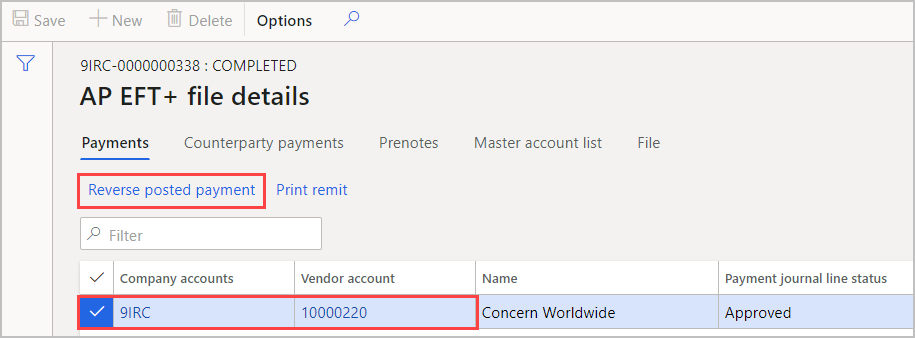 Save New Delete Options
9IRC-0000000338 : COMPLETED
AP EFT+ file details
Payments Counterparty payments Prenotes Master account list File
Reverse posted payment Print remit
Filter
Company accounts Vendor account Name Payment journal line status
9IRC 10000220 Concern Worldwide Approved